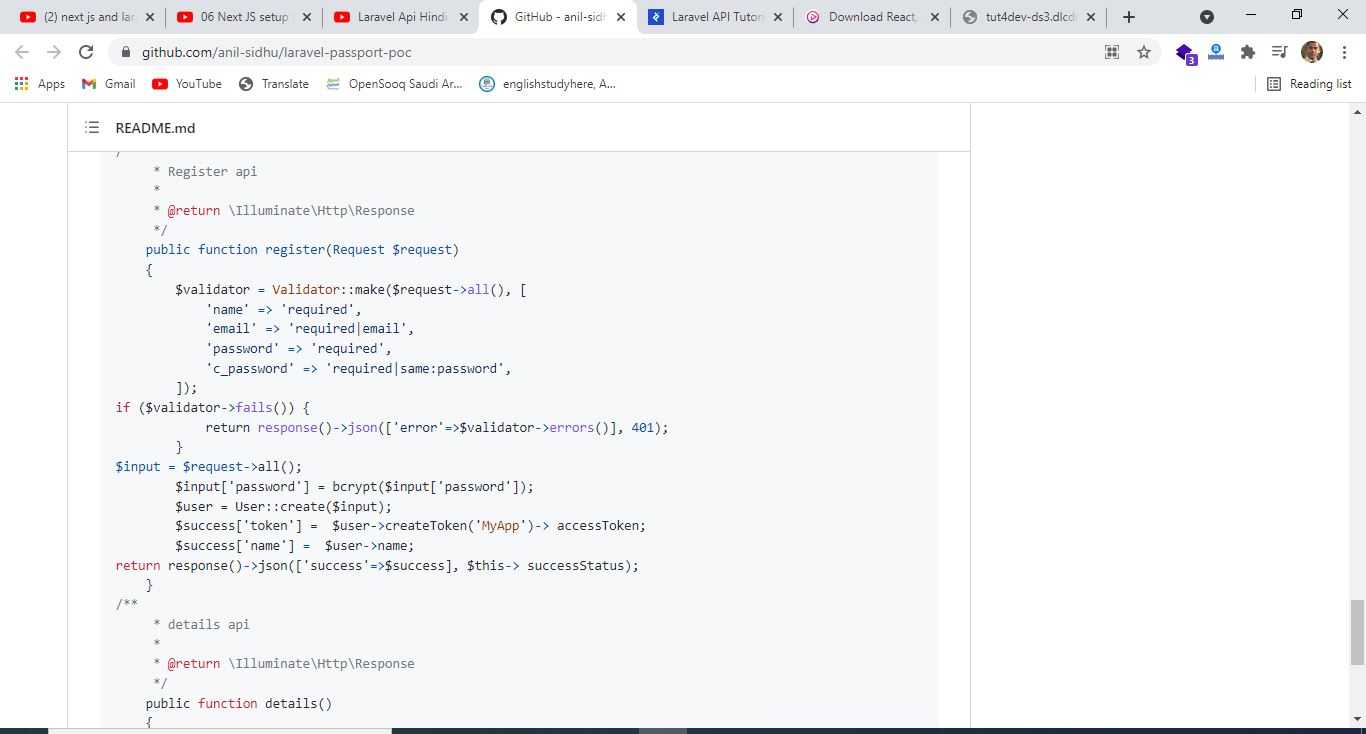 (2) next js and lar
06 Next JS setup
Laravel Api Hindi
GitHub - anil-sidh
Laravel API Tutor
Download React,
tut4dev-ds3.dlcd
github.com/anil-sidhu/laravel-passport-poc
3
Apps
Gmail
YouTube
Translate
OpenSooq Saudi Ar...
englishstudyhere, A...
Reading list
README.md
/
* Register api
*
* @return \Illuminate\Http\Response
*/
public function register(Request $request)
{
$validator = Validator::make($request->all(), [
'name' => 'required',
'email' => 'required|email',
'password' => 'required',
'c_password' => 'required|same:password',
]);
if ($validator->fails()) {
return response()->json(['error'=>$validator->errors()], 401);
}
$input = $request->all();
$input['password'] = bcrypt($input['password']);
$user = User::create($input);
$success['token'] =  $user->createToken('MyApp')-> accessToken;
$success['name'] =  $user->name;
return response()->json(['success'=>$success], $this-> successStatus);
}
/**
* details api
*
* @return \Illuminate\Http\Response
*/
public function details()
{